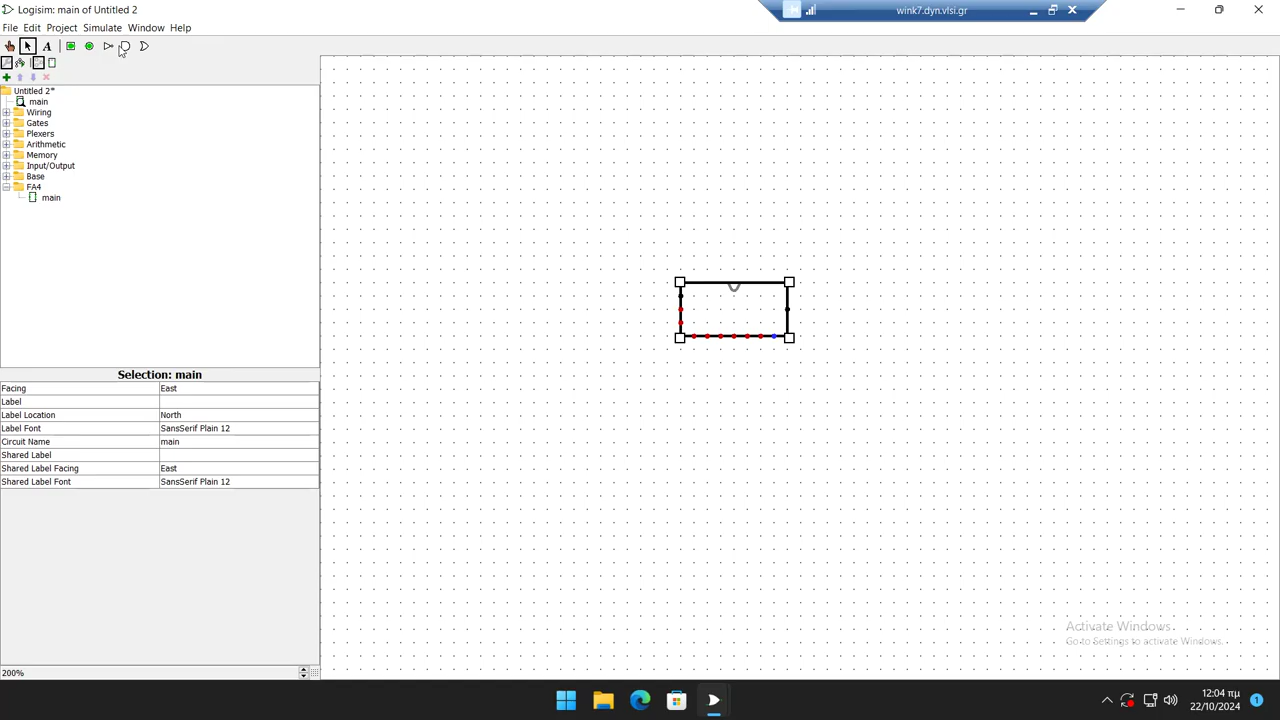 Logisim: main of Untitled 2
wink7.dyn.vlsi.gr
File Edit Project Simulate Window Help
A
Untitled 2*
main
Wiring
Gates
Plexers
Arithmetic
Memory
Input/Output
Base
FA4
main
Selection: main
Facing East
Label
Label Location North
Label Font SansSerif Plain 12
Circuit Name main
Shared Label
Shared Label Facing East
Shared Label Font SansSerif Plain 12
Activate Windows
Go to Settings to activate Windows.
200%
12:04 πμ
22/10/2024
1